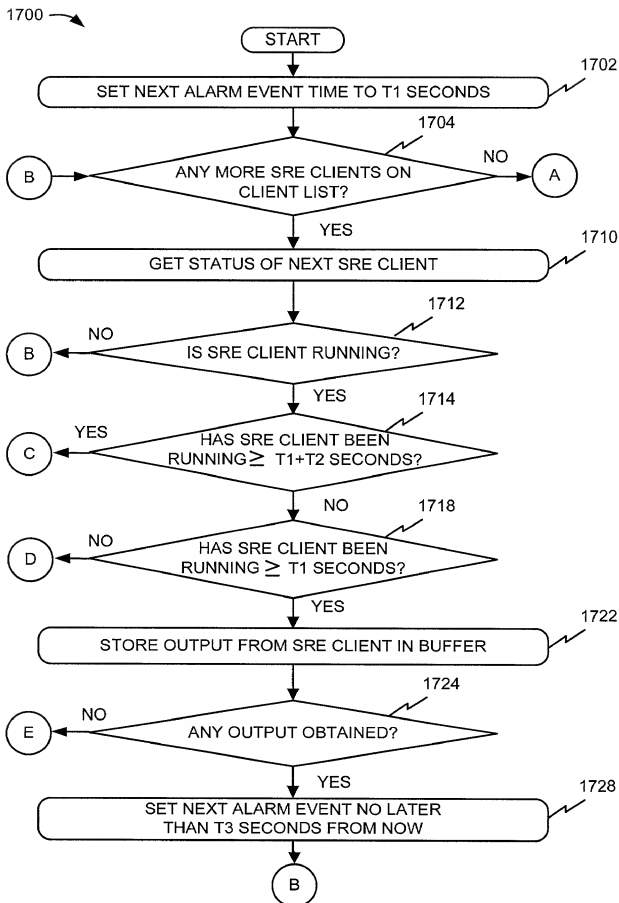 1700
START
1702
SET NEXT ALARM EVENT TIME TO T1 SECONDS
1704
B
ANY MORE SRE CLIENTS ON
CLIENT LIST?
NO
A
YES
1710
GET STATUS OF NEXT SRE CLIENT
1712
NO
B
IS SRE CLIENT RUNNING?
YES
1714
YES
C
HAS SRE CLIENT BEEN
RUNNING ≥ T1+T2 SECONDS?
NO
1718
NO
D
HAS SRE CLIENT BEEN
RUNNING ≥ T1 SECONDS?
YES
1722
STORE OUTPUT FROM SRE CLIENT IN BUFFER
1724
NO
E
ANY OUTPUT OBTAINED?
YES
1728
SET NEXT ALARM EVENT NO LATER
THAN T3 SECONDS FROM NOW
B